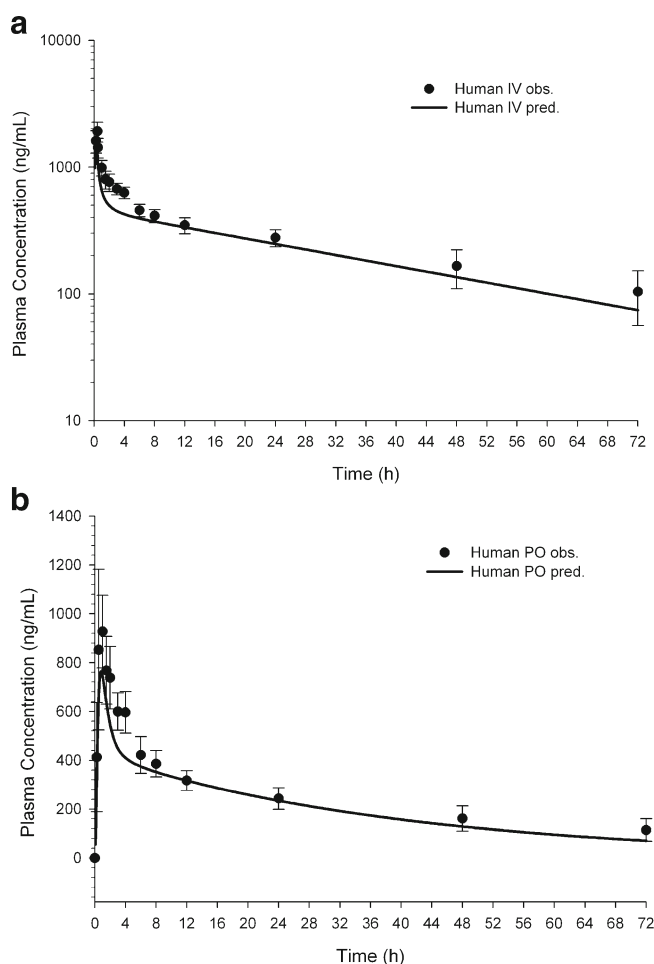 a
10000
1000
100
10
Plasma Concentration (ng/mL)
Human IV obs.
Human IV pred.
0 4 8 12 16 20 24 28 32 36 40 44 48 52 56 60 64 68 72
Time (h)
b
1400
1200
1000
800
600
400
200
0
Plasma Concentration (ng/mL)
Human PO obs.
Human PO pred.
0 4 8 12 16 20 24 28 32 36 40 44 48 52 56 60 64 68 72
Time (h)